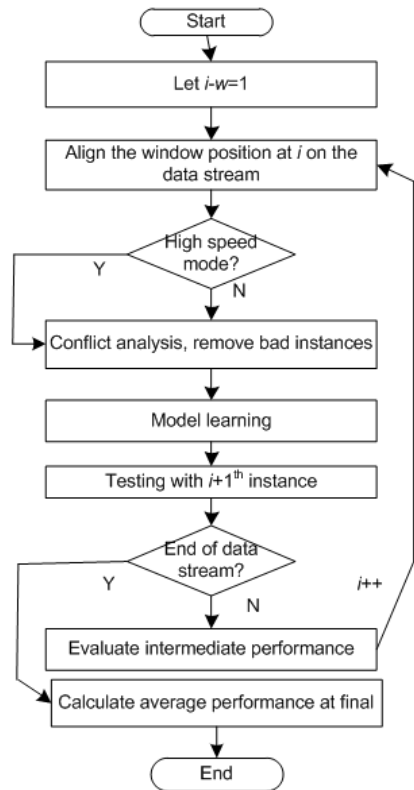 Start
Let i-w=1
Align the window position at i on the
data stream
High speed
mode?
Y
N
Conflict analysis, remove bad instances
Model learning
Testing with i+1th instance
End of data
stream?
Y
N
i++
Evaluate intermediate performance
Calculate average performance at final
End